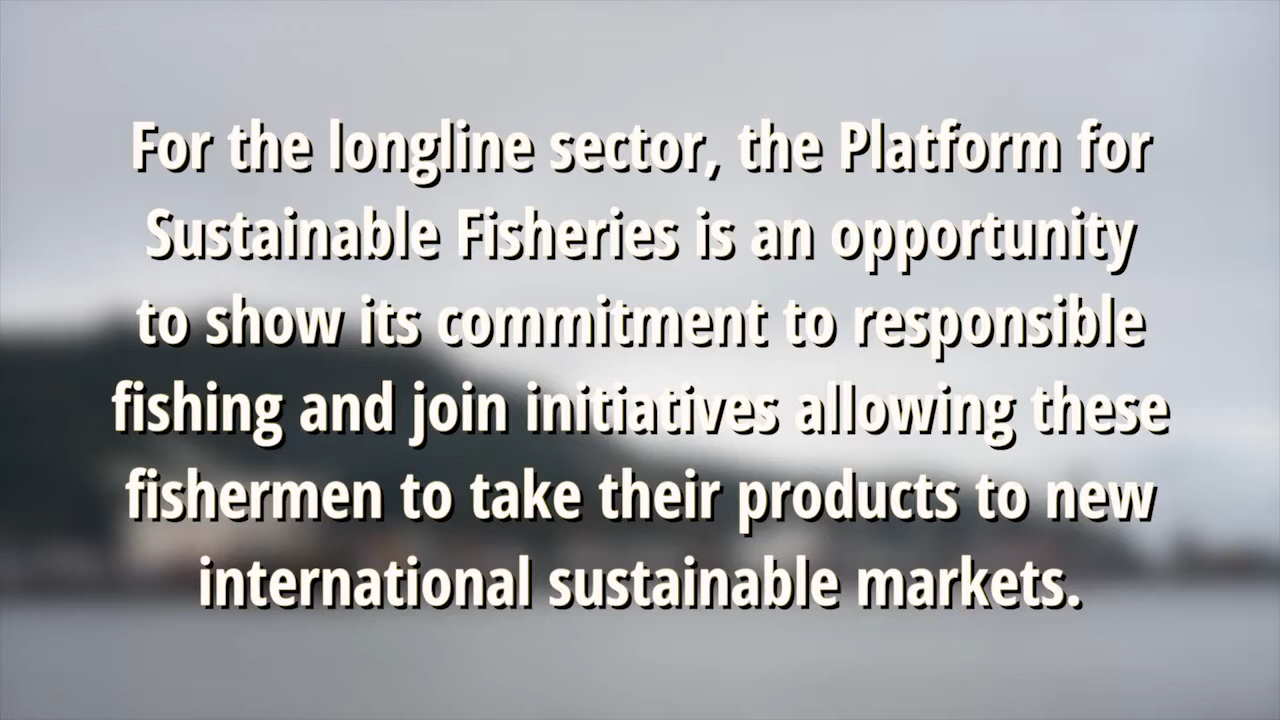 For the longline sector, the Platform for
Sustainable Fisheries is an opportunity
to show its commitment to responsible
fishing and join initiatives allowing these
fishermen to take their products to new
international sustainable markets.